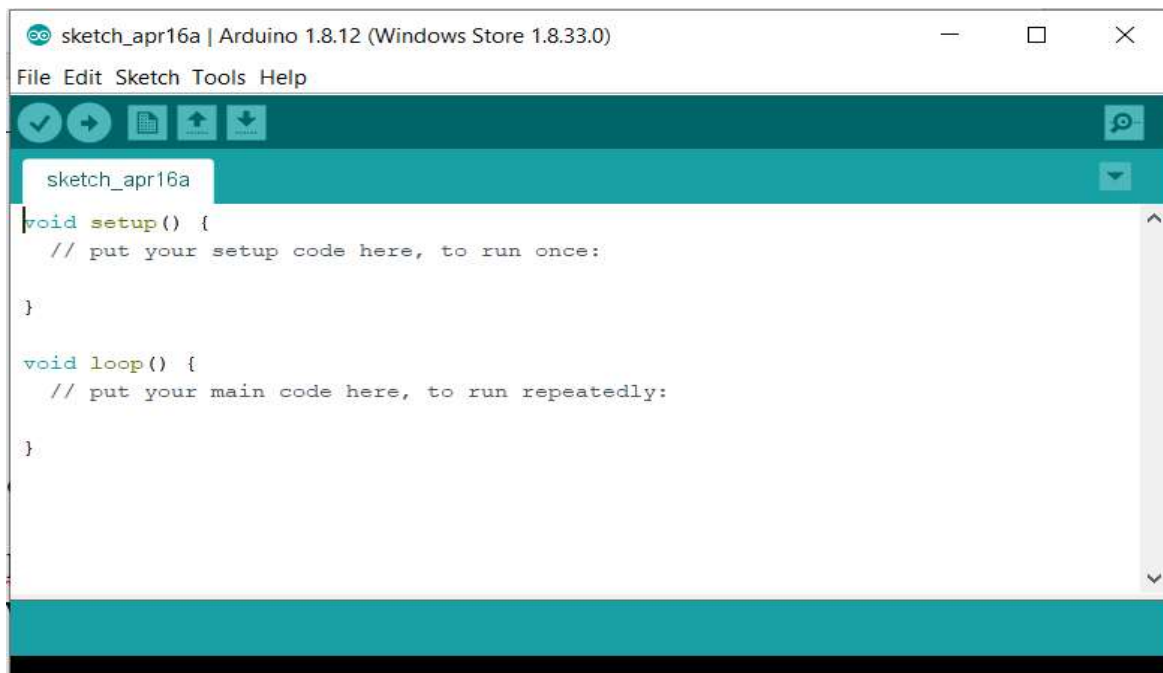 sketch_apr16a | Arduino 1.8.12 (Windows Store 1.8.33.0)
File Edit Sketch Tools Help
sketch_apr16a
void setup() {
  // put your setup code here, to run once:
}
void loop() {
  // put your main code here, to run repeatedly:
}